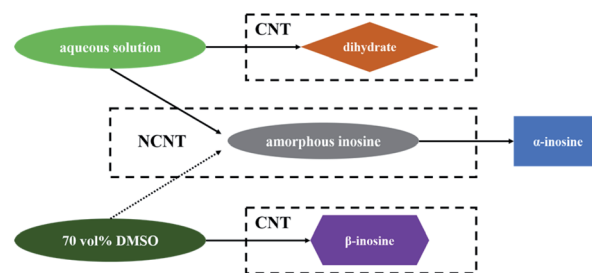 CNT
aqueous solution
dihydrate
NCNT
amorphous inosine
α-inosine
CNT
70 vol% DMSO
β-inosine